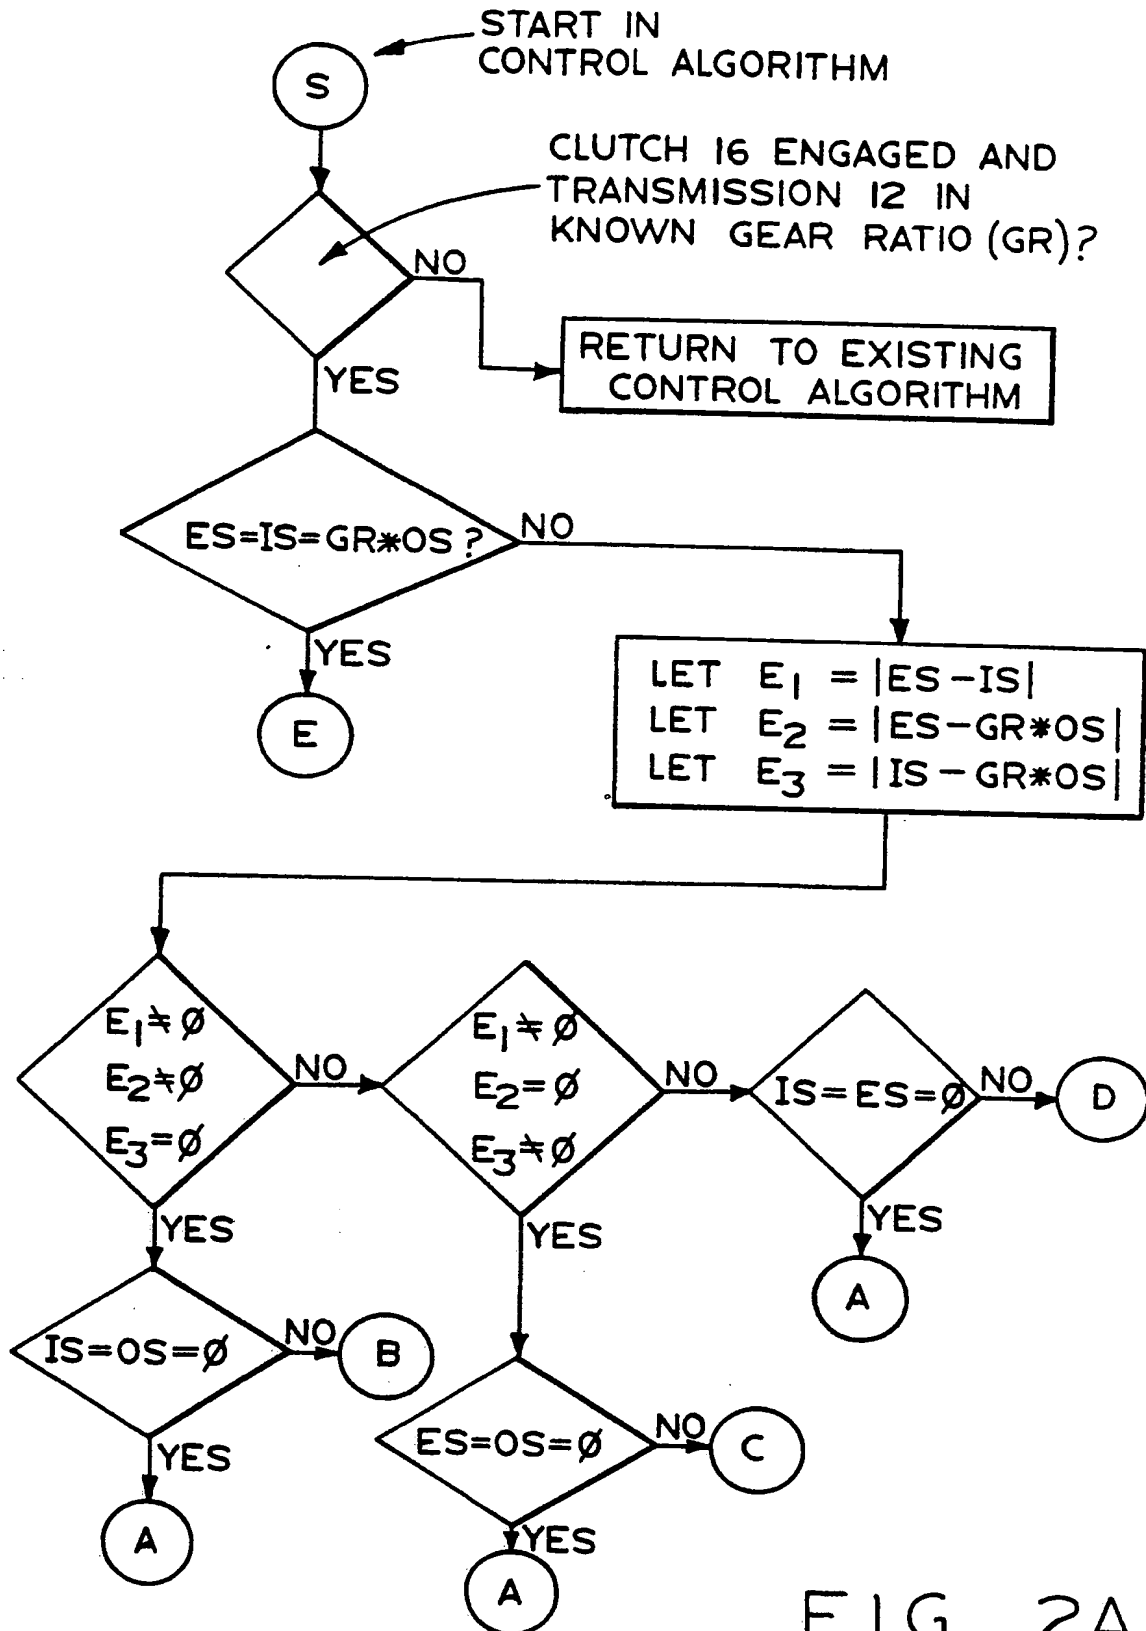 START IN
CONTROL ALGORITHM
S
CLUTCH 16 ENGAGED AND
TRANSMISSION 12 IN
KNOWN GEAR RATIO (GR)?
NO
RETURN TO EXISTING
CONTROL ALGORITHM
YES
ES=IS=GR*OS?
NO
YES
E
LET E1 = |ES-IS|
LET E2 = |ES-GR*OS|
LET E3 = |IS-GR*OS|
E1≠Ø
E2≠Ø
E3=Ø
NO
E1≠Ø
E2=Ø
E3≠Ø
NO
IS=ES=Ø
NO
D
YES
YES
YES
A
IS=OS=Ø
NO
B
ES=OS=Ø
NO
C
YES
A
YES
A
FIG. 2A